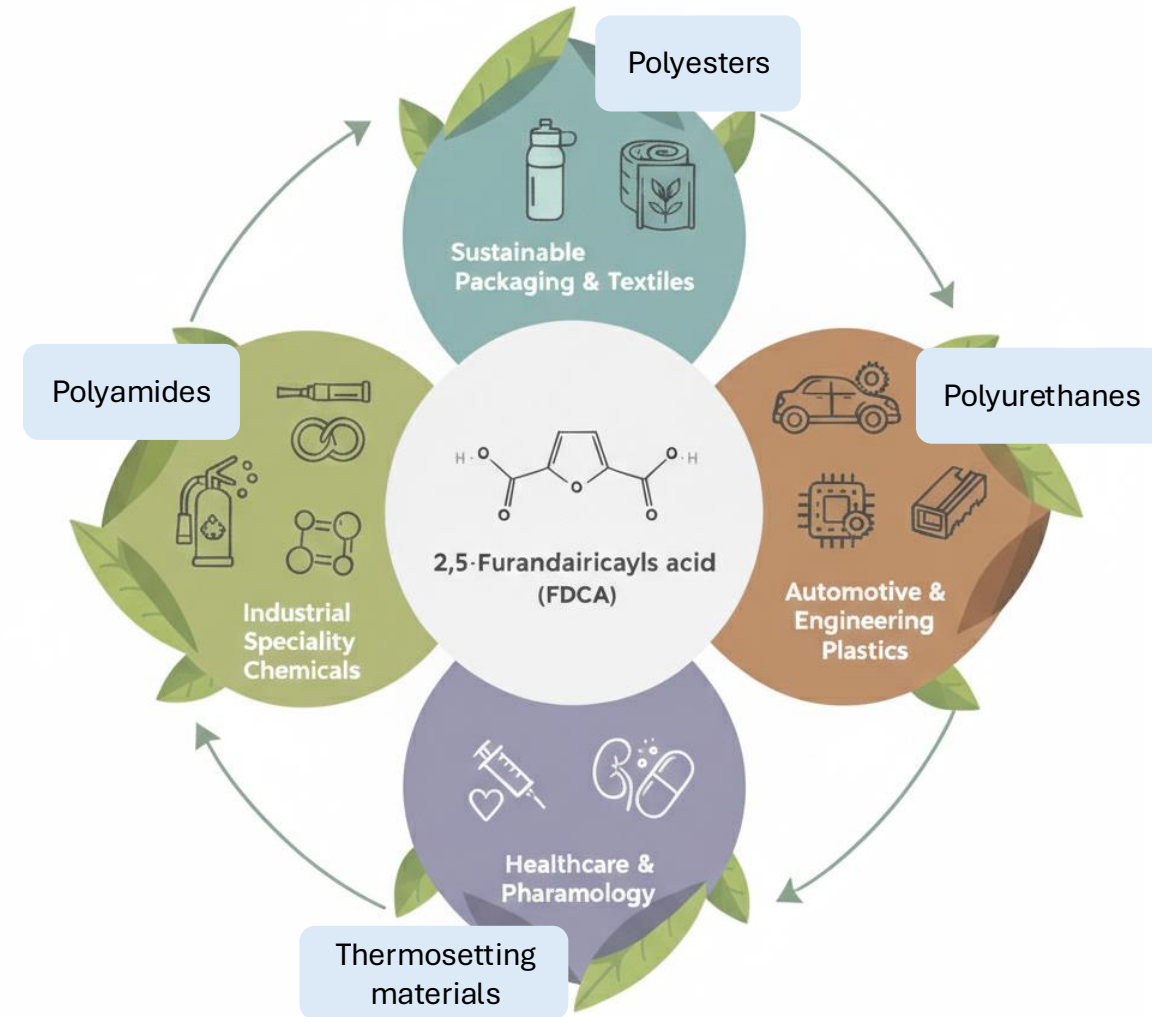 Polyesters
Sustainable
Packaging & Textiles
Polyamides
Polyurethanes
H · O
O · H
O
O
O
2,5-Furandairicayls acid
(FDCA)
Industrial
Speciality
Chemicals
Automotive &
Engineering
Plastics
Healthcare &
Pharamology
Thermosetting
materials